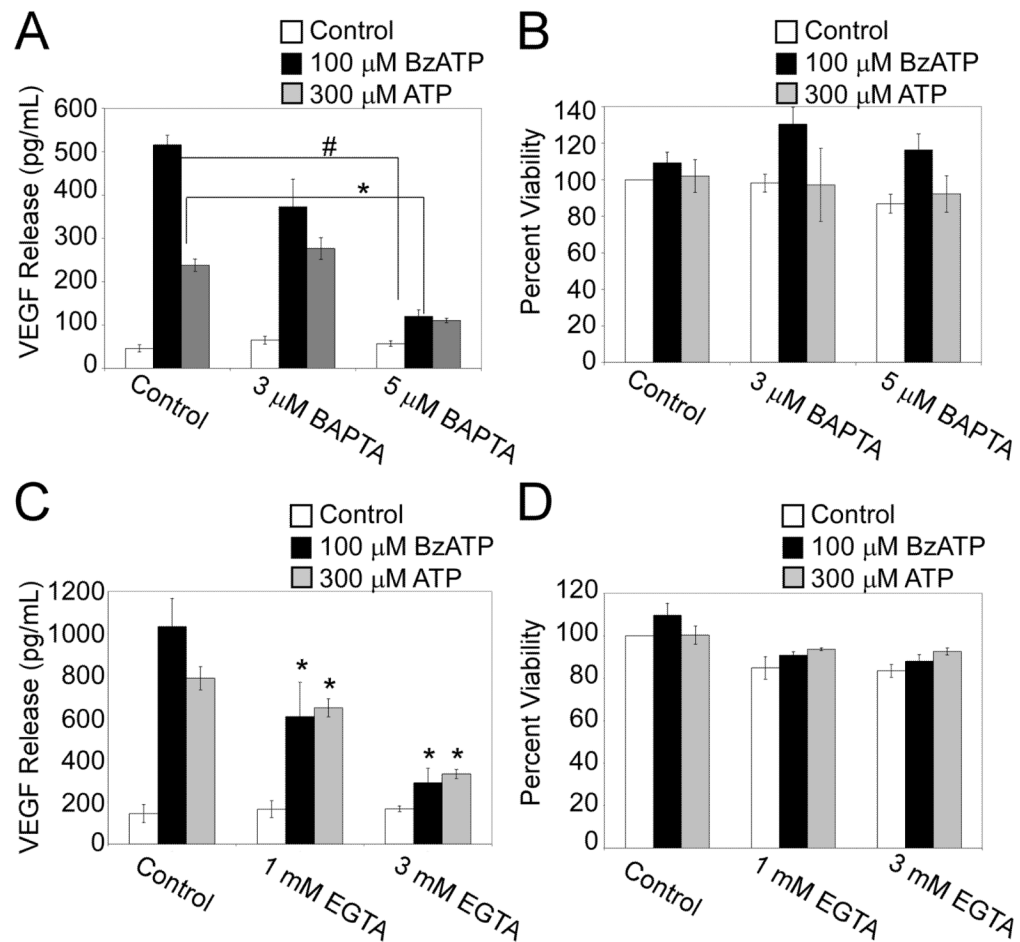 A
Control
100 μM BzATP
300 μM ATP
VEGF Release (pg/mL)
600
500
400
300
200
100
0
#
*
Control
3 μM BAPTA
5 μM BAPTA
B
Control
100 μM BzATP
300 μM ATP
Percent Viability
140
120
100
80
60
40
20
0
Control
3 μM BAPTA
5 μM BAPTA
C
Control
100 μM BzATP
300 μM ATP
VEGF Release (pg/mL)
1200
1000
800
600
400
200
0
* *
* *
Control
1 mM EGTA
3 mM EGTA
D
Control
100 μM BzATP
300 μM ATP
Percent Viability
120
100
80
60
40
20
0
Control
1 mM EGTA
3 mM EGTA